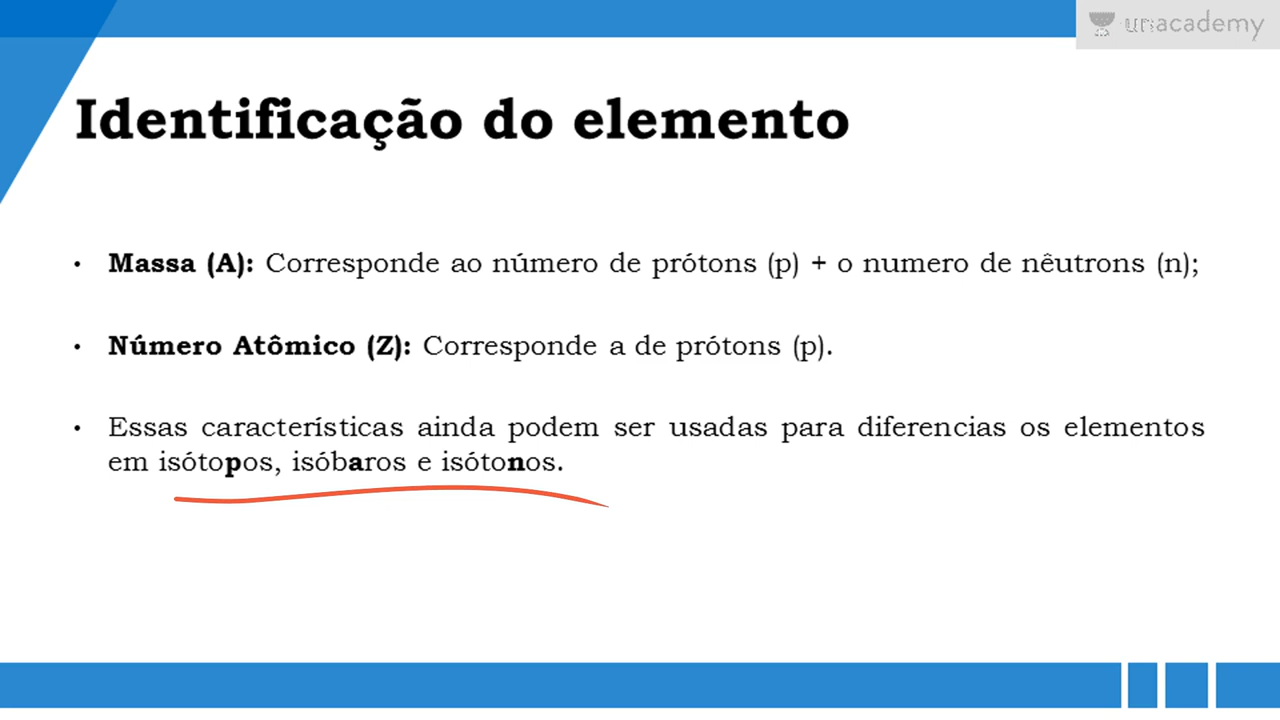 unacademy
Identificação do elemento
• Massa (A): Corresponde ao número de prótons (p) + o numero de nêutrons (n);
• Número Atômico (Z): Corresponde a de prótons (p).
• Essas características ainda podem ser usadas para diferencias os elementos
em isótopos, isóbaros e isótonos.